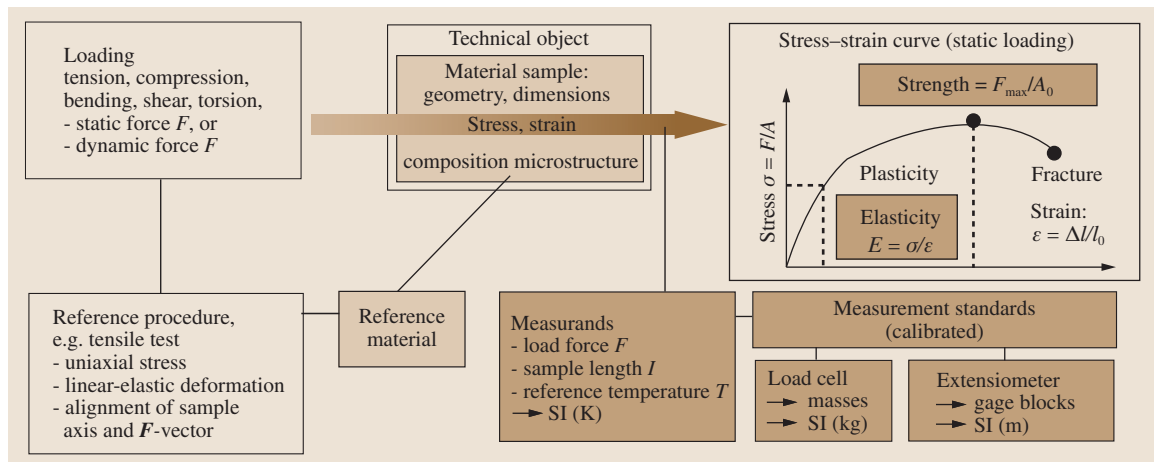 Loading
tension, compression,
bending, shear, torsion,
- static force F, or
- dynamic force F
Technical object
Material sample:
geometry, dimensions
Stress, strain
composition microstructure
Stress–strain curve (static loading)
Strength = Fmax/A0
Stress σ = F/A
Plasticity
Fracture
Elasticity
E = σ/ε
Strain:
ε = Δl/l0
Reference procedure,
e.g. tensile test
- uniaxial stress
- linear-elastic deformation
- alignment of sample
axis and F-vector
Reference
material
Measurands
- load force F
- sample length I
- reference temperature T
→ SI (K)
Measurement standards
(calibrated)
Load cell
→ masses
→ SI (kg)
Extensiometer
→ gage blocks
→ SI (m)